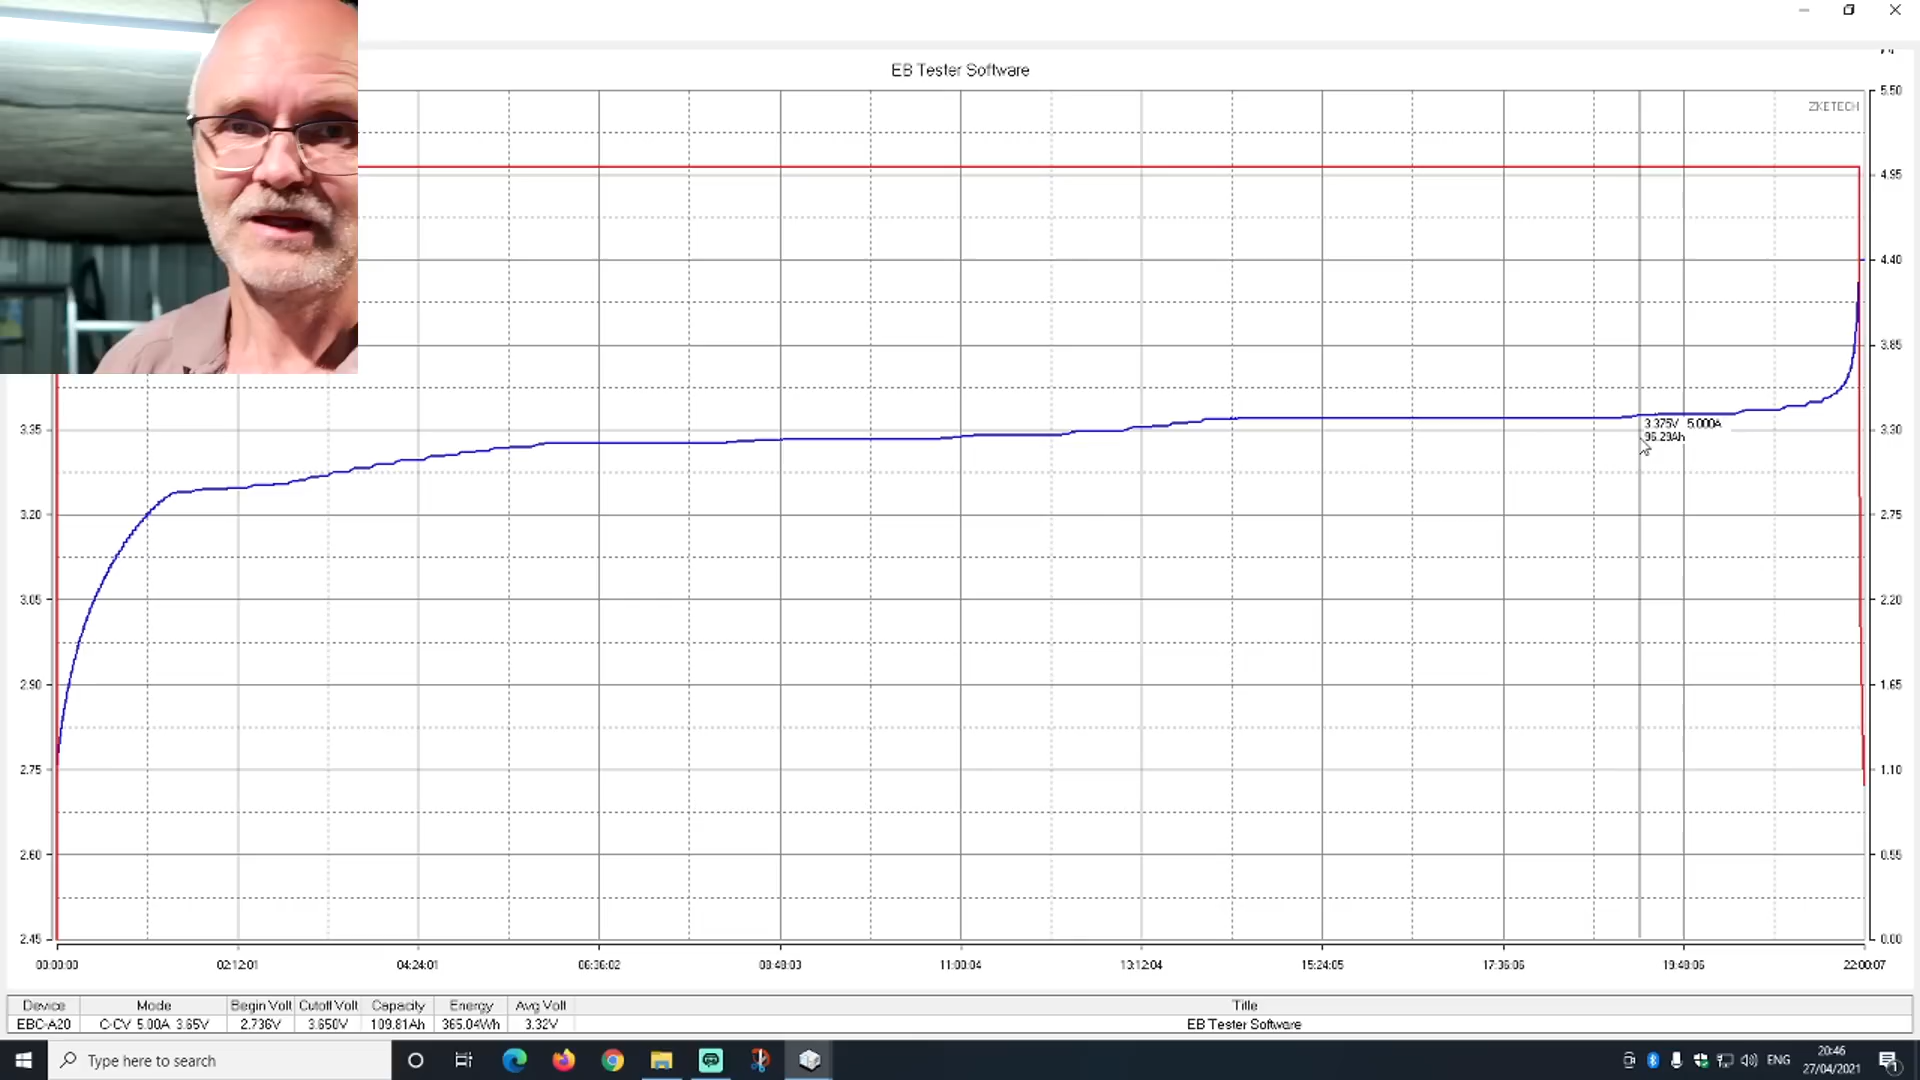 EB Tester Software
ZKETECH
5.50
4.95
4.40
3.85
3.35
3.30
3.375V 5.000A
96.29Ah
3.20
2.75
3.05
2.20
2.90
1.65
2.75
1.10
2.60
0.55
2.45
0.00
00:00:00 02:12:01 04:24:01 06:36:02 08:48:03 11:00:04 13:12:04 15:24:05 17:36:06 19:48:06 22:00:07
Device Mode Begin Volt Cutoff Volt Capacity Energy Avg Volt Title
EBC-A20 C-CV 5.00A 3.65V 2.736V 3.650V 109.81Ah 365.04Wh 3.32V EB Tester Software
Type here to search
ENG
20:46
27/04/2021
1